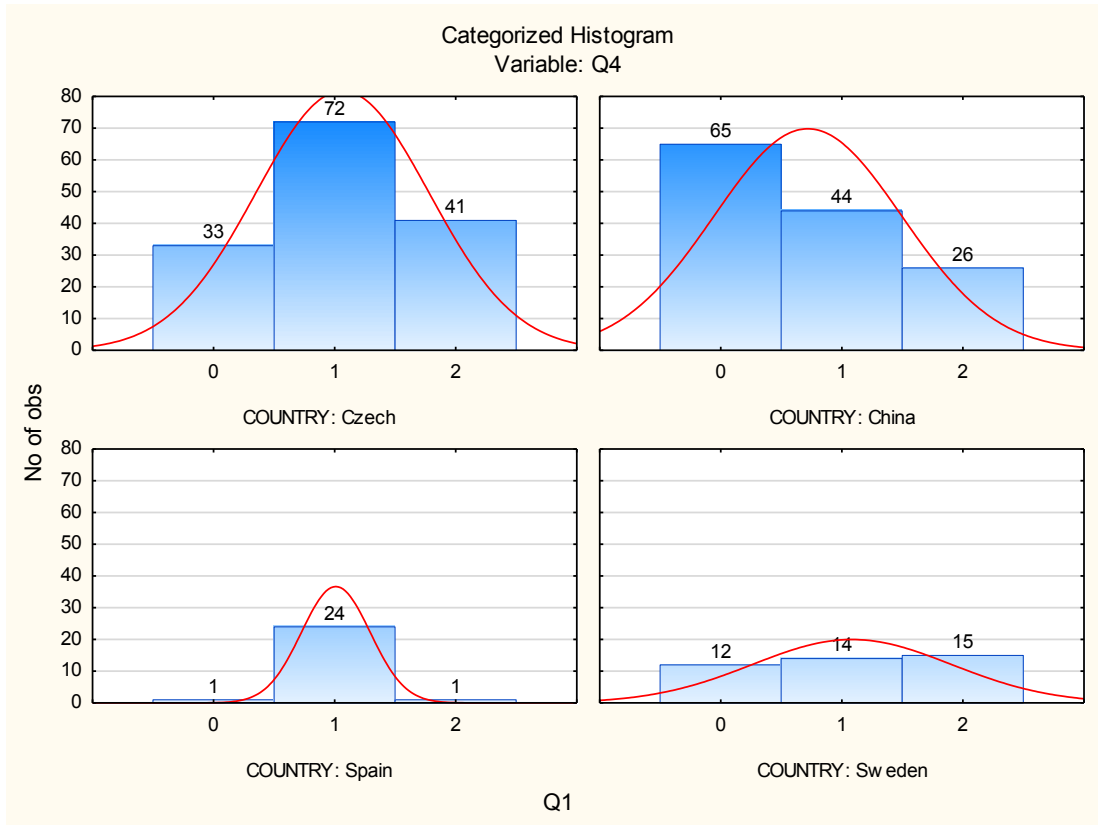 Categorized Histogram
Variable: Q4
No of obs
80
70
60
50
40
30
20
10
0
33
72
41
0 1 2
COUNTRY: Czech
65
44
26
0 1 2
COUNTRY: China
80
70
60
50
40
30
20
10
0
1
24
1
0 1 2
COUNTRY: Spain
12
14
15
0 1 2
COUNTRY: Sweden
Q1